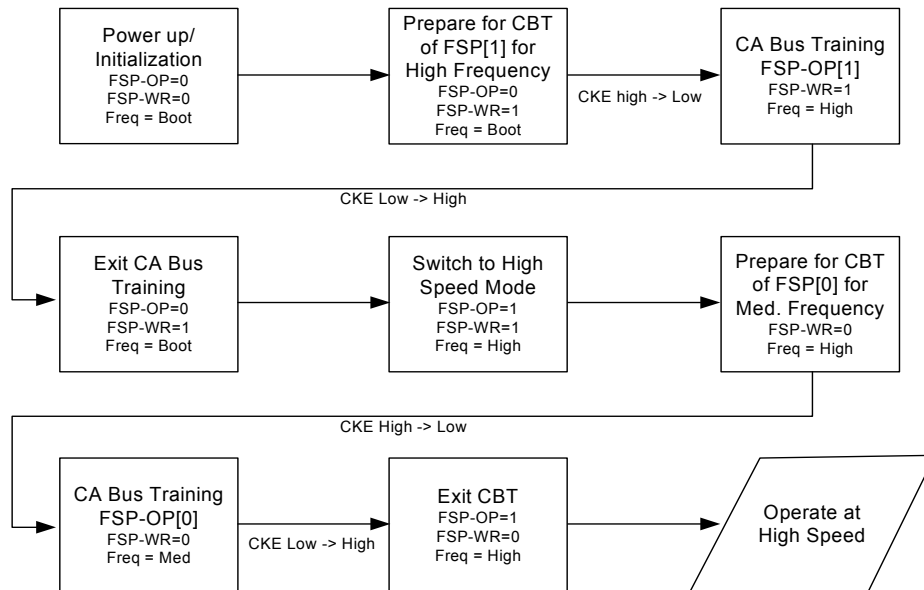 Power up/
Initialization
FSP-OP=0
FSP-WR=0
Freq = Boot
Prepare for CBT
of FSP[1] for
High Frequency
FSP-OP=0
FSP-WR=1
Freq = Boot
CKE high -> Low
CA Bus Training
FSP-OP[1]
FSP-WR=1
Freq = High
CKE Low -> High
Exit CA Bus
Training
FSP-OP=0
FSP-WR=1
Freq = Boot
Switch to High
Speed Mode
FSP-OP=1
FSP-WR=1
Freq = High
Prepare for CBT
of FSP[0] for
Med. Frequency
FSP-WR=0
Freq = High
CKE High -> Low
CA Bus Training
FSP-OP[0]
FSP-WR=0
Freq = Med
CKE Low -> High
Exit CBT
FSP-OP=1
FSP-WR=0
Freq = High
Operate at
High Speed